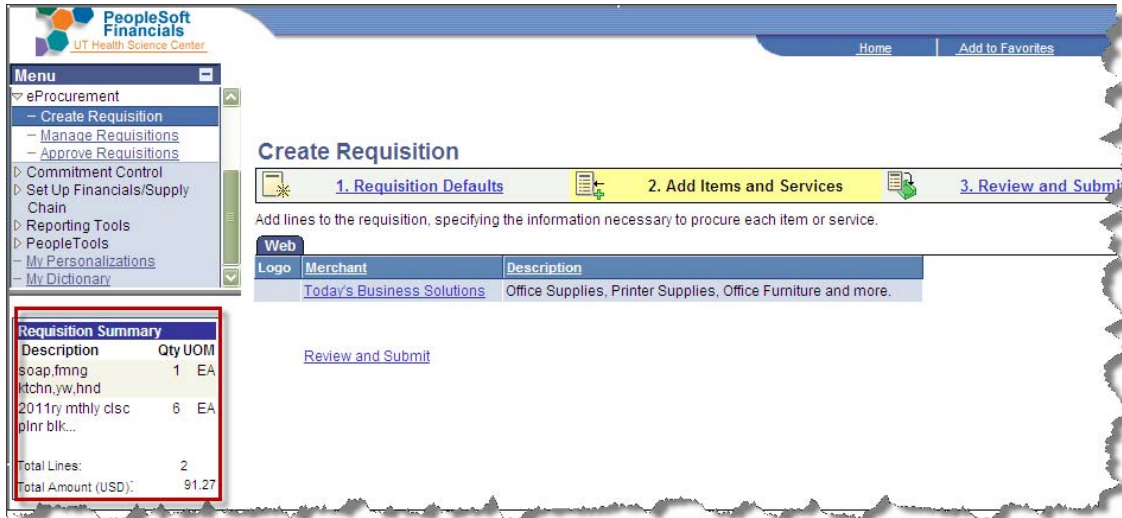 PeopleSoft
Financials
UT Health Science Center
Home
Add to Favorites
Menu
eProcurement
– Create Requisition
– Manage Requisitions
– Approve Requisitions
Commitment Control
Set Up Financials/Supply
Chain
Reporting Tools
PeopleTools
– My Personalizations
– My Dictionary
Create Requisition
1. Requisition Defaults
2. Add Items and Services
3. Review and Submi
Add lines to the requisition, specifying the information necessary to procure each item or service.
Web
Logo Merchant Description
Today's Business Solutions Office Supplies, Printer Supplies, Office Furniture and more.
Review and Submit
Requisition Summary
Description Qty UOM
soap,fmng 1 EA
ktchn,yw,hnd
2011ry mthly clsc 6 EA
plnr blk...
Total Lines: 2
Total Amount (USD): 91.27